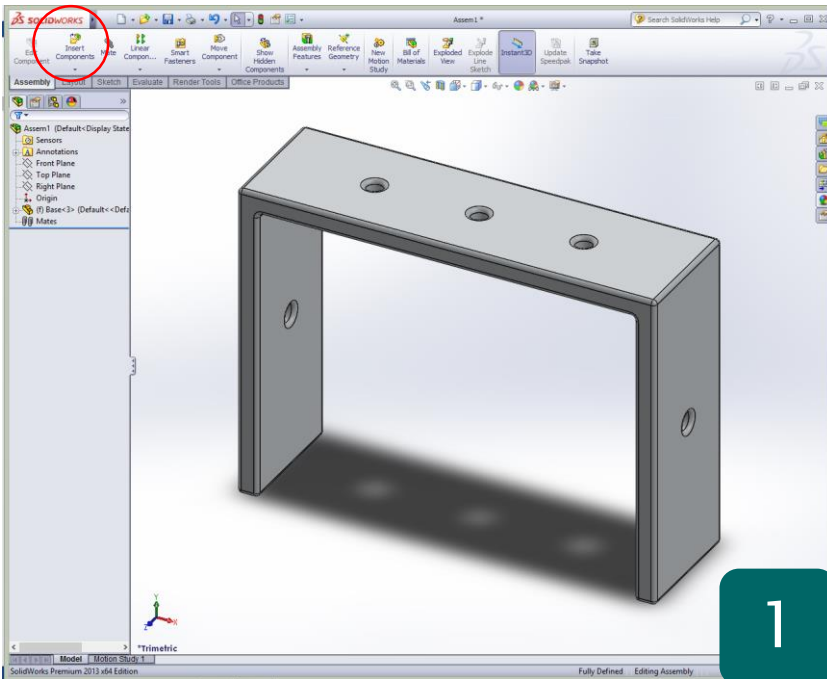 SOLIDWORKS
Assem1 *
Search SolidWorks Help
Edit Component
Insert Components
Mate
Linear Compon...
Smart Fasteners
Move Component
Show Hidden Components
Assembly Features
Reference Geometry
New Motion Study
Bill of Materials
Exploded View
Explode Line Sketch
Instant3D
Update Speedpak
Take Snapshot
Assembly
Layout
Sketch
Evaluate
Render Tools
Office Products
Assem1 (Default<Display State
Sensors
Annotations
Front Plane
Top Plane
Right Plane
Origin
(f) Base<3> (Default<<Defa
Mates
Y
X
Z
*Trimetric
Model
Motion Study 1
SolidWorks Premium 2013 x64 Edition
Fully Defined
Editing Assembly
1